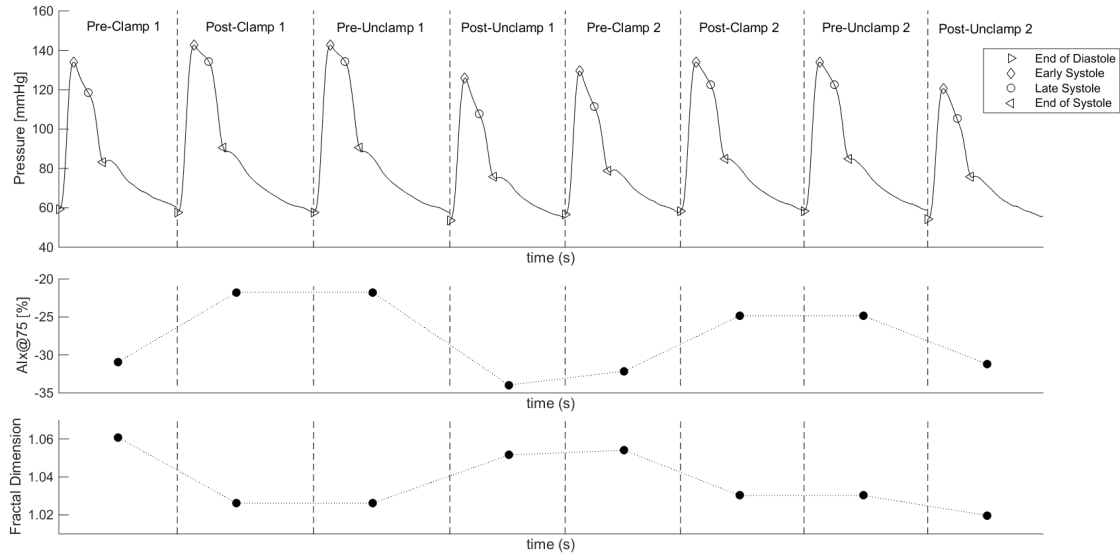 160
140
120
100
80
60
40
Pressure [mmHg]
Pre-Clamp 1
Post-Clamp 1
Pre-Unclamp 1
Post-Unclamp 1
Pre-Clamp 2
Post-Clamp 2
Pre-Unclamp 2
Post-Unclamp 2
End of Diastole
Early Systole
Late Systole
End of Systole
time (s)
-20
-25
-30
-35
AIx@75 [%]
time (s)
1.06
1.04
1.02
Fractal Dimension
time (s)